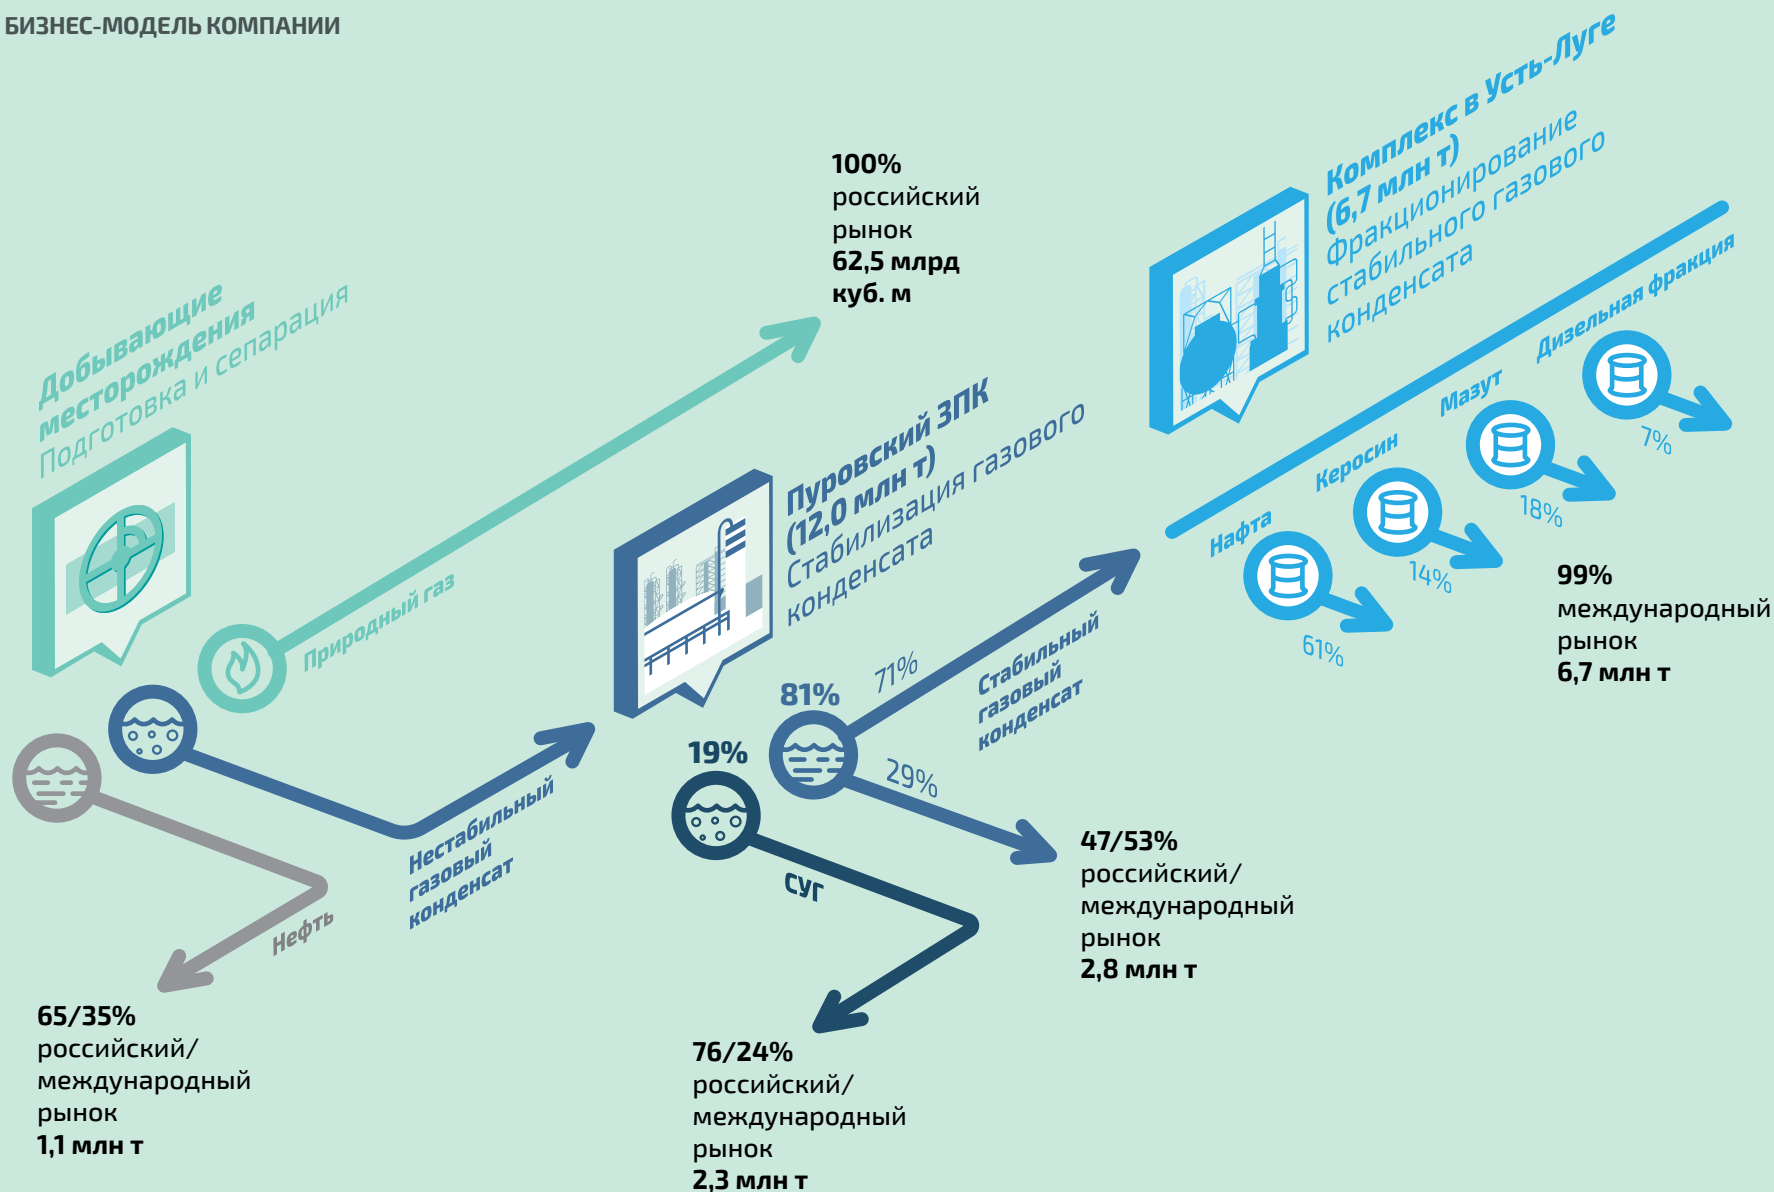 БИЗНЕС-МОДЕЛЬ КОМПАНИИ
Добывающие
месторождения
Подготовка и сепарация
Природный газ
100%
российский
рынок
62,5 млрд
куб. м
Нефть
65/35%
российский/
международный
рынок
1,1 млн т
Нестабильный
газовый
конденсат
Пуровский ЗПК
(12,0 млн т)
Стабилизация газового
конденсата
81%
19%
71%
Стабильный
газовый
конденсат
29%
47/53%
российский/
международный
рынок
2,8 млн т
СУГ
76/24%
российский/
международный
рынок
2,3 млн т
Комплекс в Усть-Луге
(6,7 млн т)
Фракционирование
стабильного газового
конденсата
Нафта
61%
Керосин
14%
Мазут
18%
Дизельная фракция
7%
99%
международный
рынок
6,7 млн т